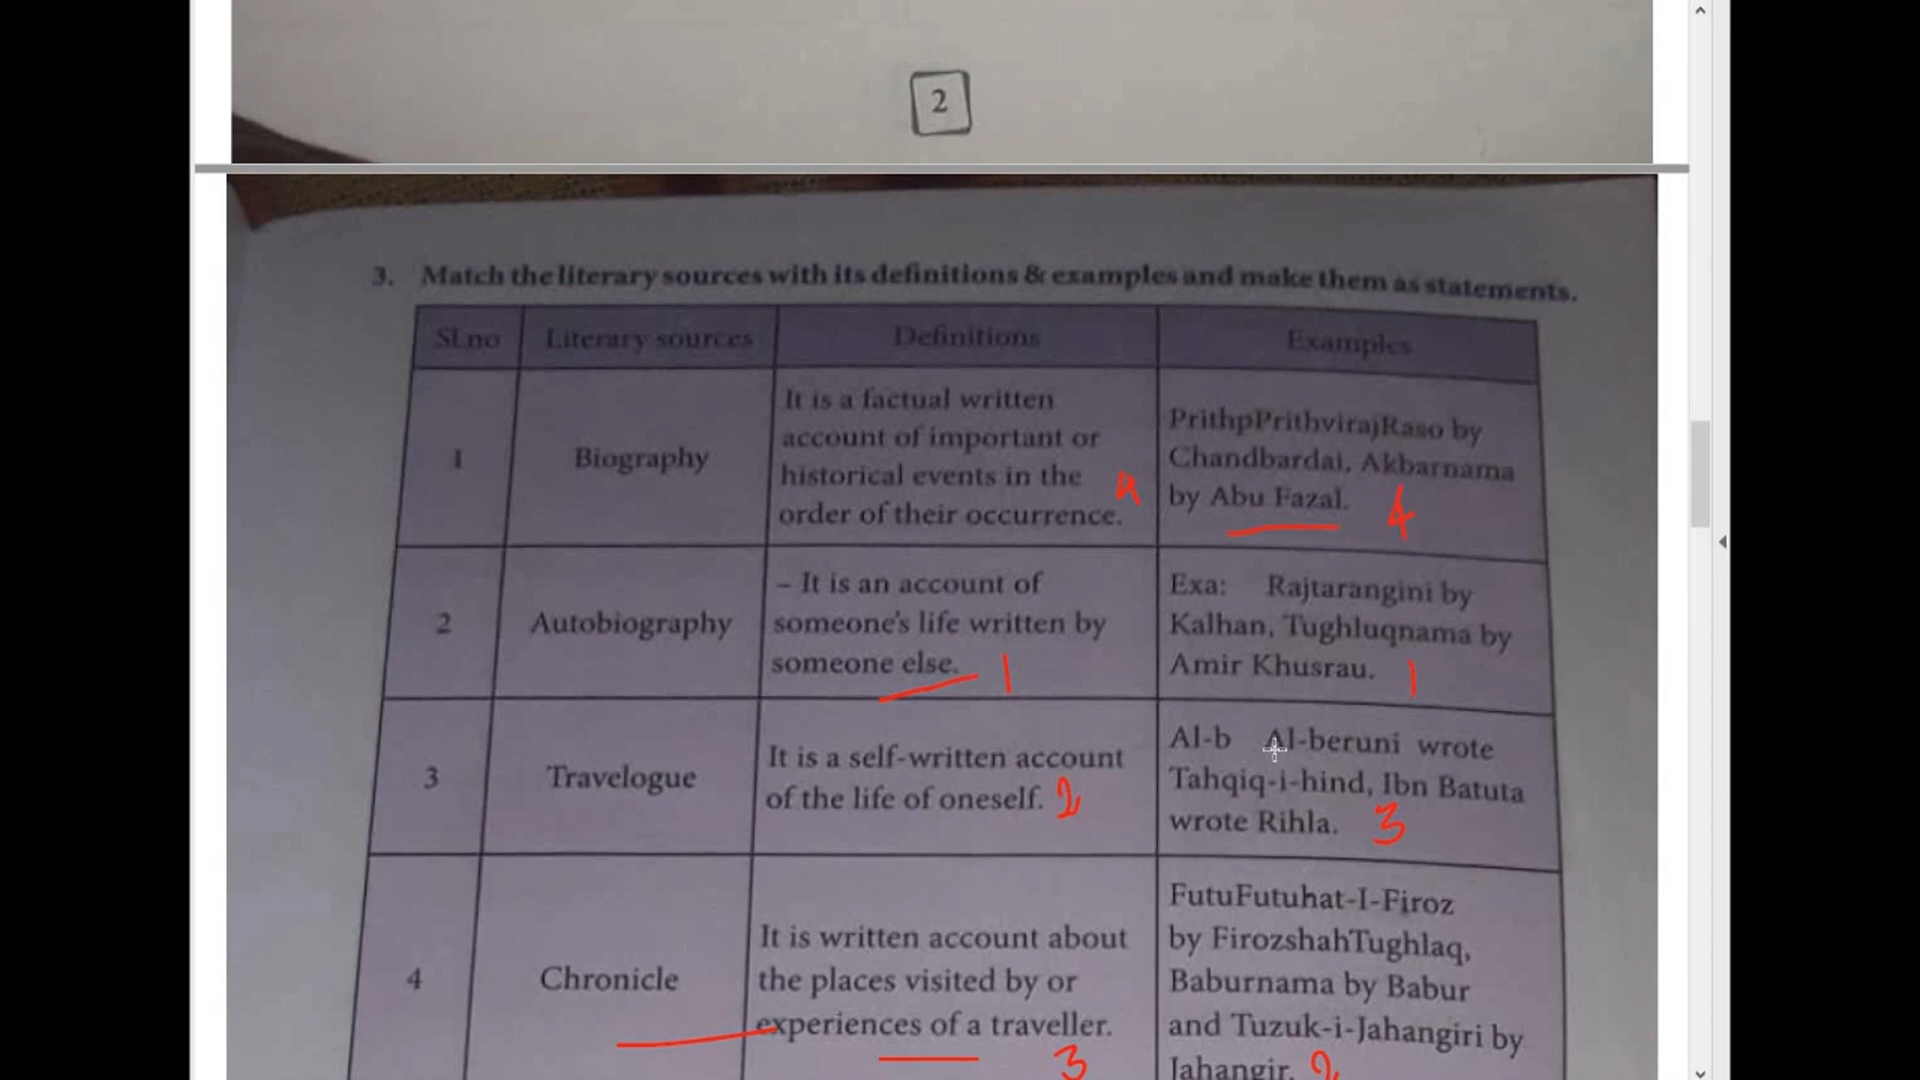 2
3. Match the literary sources with its definitions & examples and make them as statements.
Sl.no Literary sources Definitions Examples
1 Biography
It is a factual written
account of important or
historical events in the
order of their occurrence. 4
PrithpPrithvirajRaso by
Chandbardai, Akbarnama
by Abu Fazal. 4
2 Autobiography
– It is an account of
someone's life written by
someone else. 1
Exa: Rajtarangini by
Kalhan, Tughluqnama by
Amir Khusrau. 1
3 Travelogue
It is a self-written account
of the life of oneself. 2
Al-b Al-beruni wrote
Tahqiq-i-hind, Ibn Batuta
wrote Rihla. 3
4 Chronicle
It is written account about
the places visited by or
experiences of a traveller.
3
FutuFutuhat-I-Firoz
by FirozshahTughlaq,
Baburnama by Babur
and Tuzuk-i-Jahangiri by
Jahangir. 2